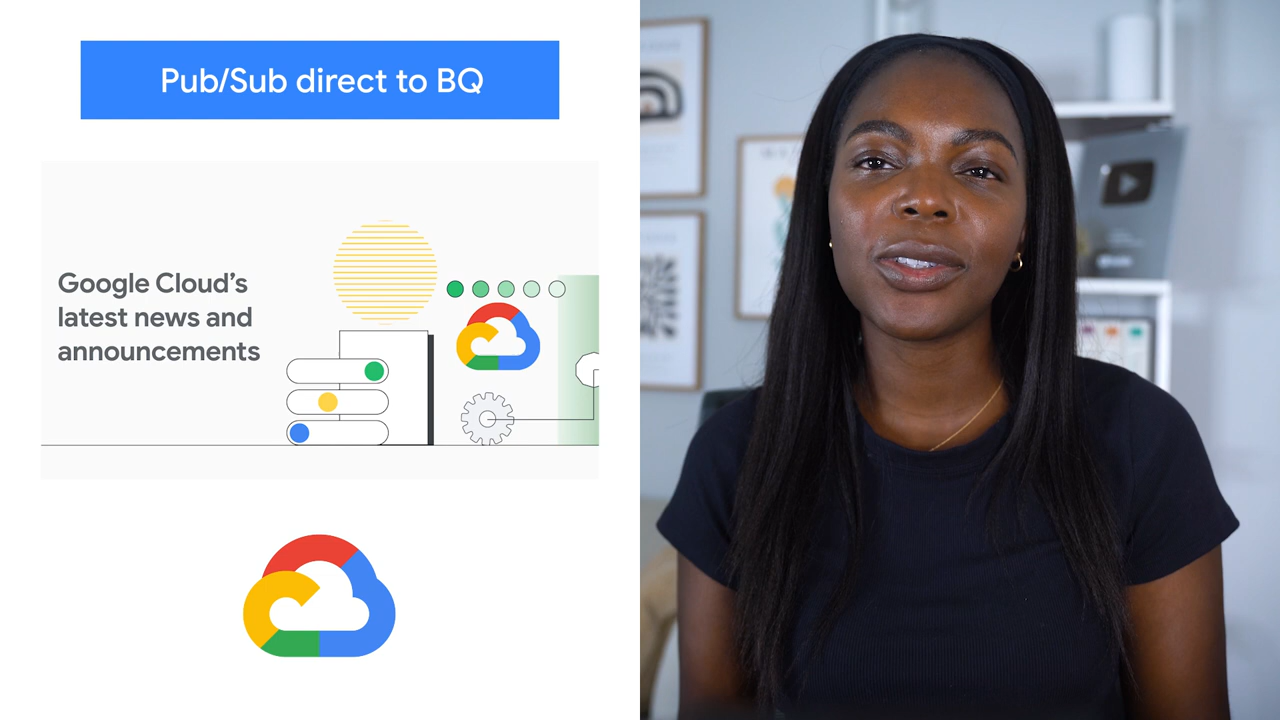 Pub/Sub direct to BQ
Google Cloud's
latest news and
announcements